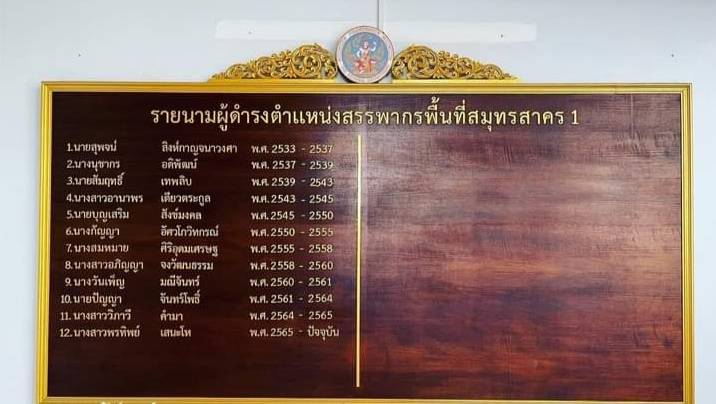 รายนามผู้ดำรงตำแหน่งสรรพากรพื้นที่สมุทรสาคร 1
1.นายสุพจน์ สิงห์กาญจนาวงศา พ.ศ. 2533 - 2537
2.นางนุชากร อดิพัฒน์ พ.ศ. 2537 - 2539
3.นายสัมฤทธิ์ เทพสิบ พ.ศ. 2539 - 2543
4.นางสาวอานาพร เตียวตระกูล พ.ศ. 2543 - 2545
5.นายบุญเสริม สังข์มงคล พ.ศ. 2545 - 2550
6.นางกัญญา อัศวโกวิทกรณ์ พ.ศ. 2550 - 2555
7.นางสมหมาย ศิริอุดมเศรษฐ พ.ศ. 2555 - 2558
8.นางสาวอภิญญา จงวัฒนธรรม พ.ศ. 2558 - 2560
9.นางวันเพ็ญ มณีจันทร์ พ.ศ. 2560 - 2561
10.นายปัญญา จันทร์โพธิ์ พ.ศ. 2561 - 2564
11.นางสาววิภาวี คำมา พ.ศ. 2564 - 2565
12.นางสาวพรทิพย์ เสนะโห พ.ศ. 2565 - ปัจจุบัน